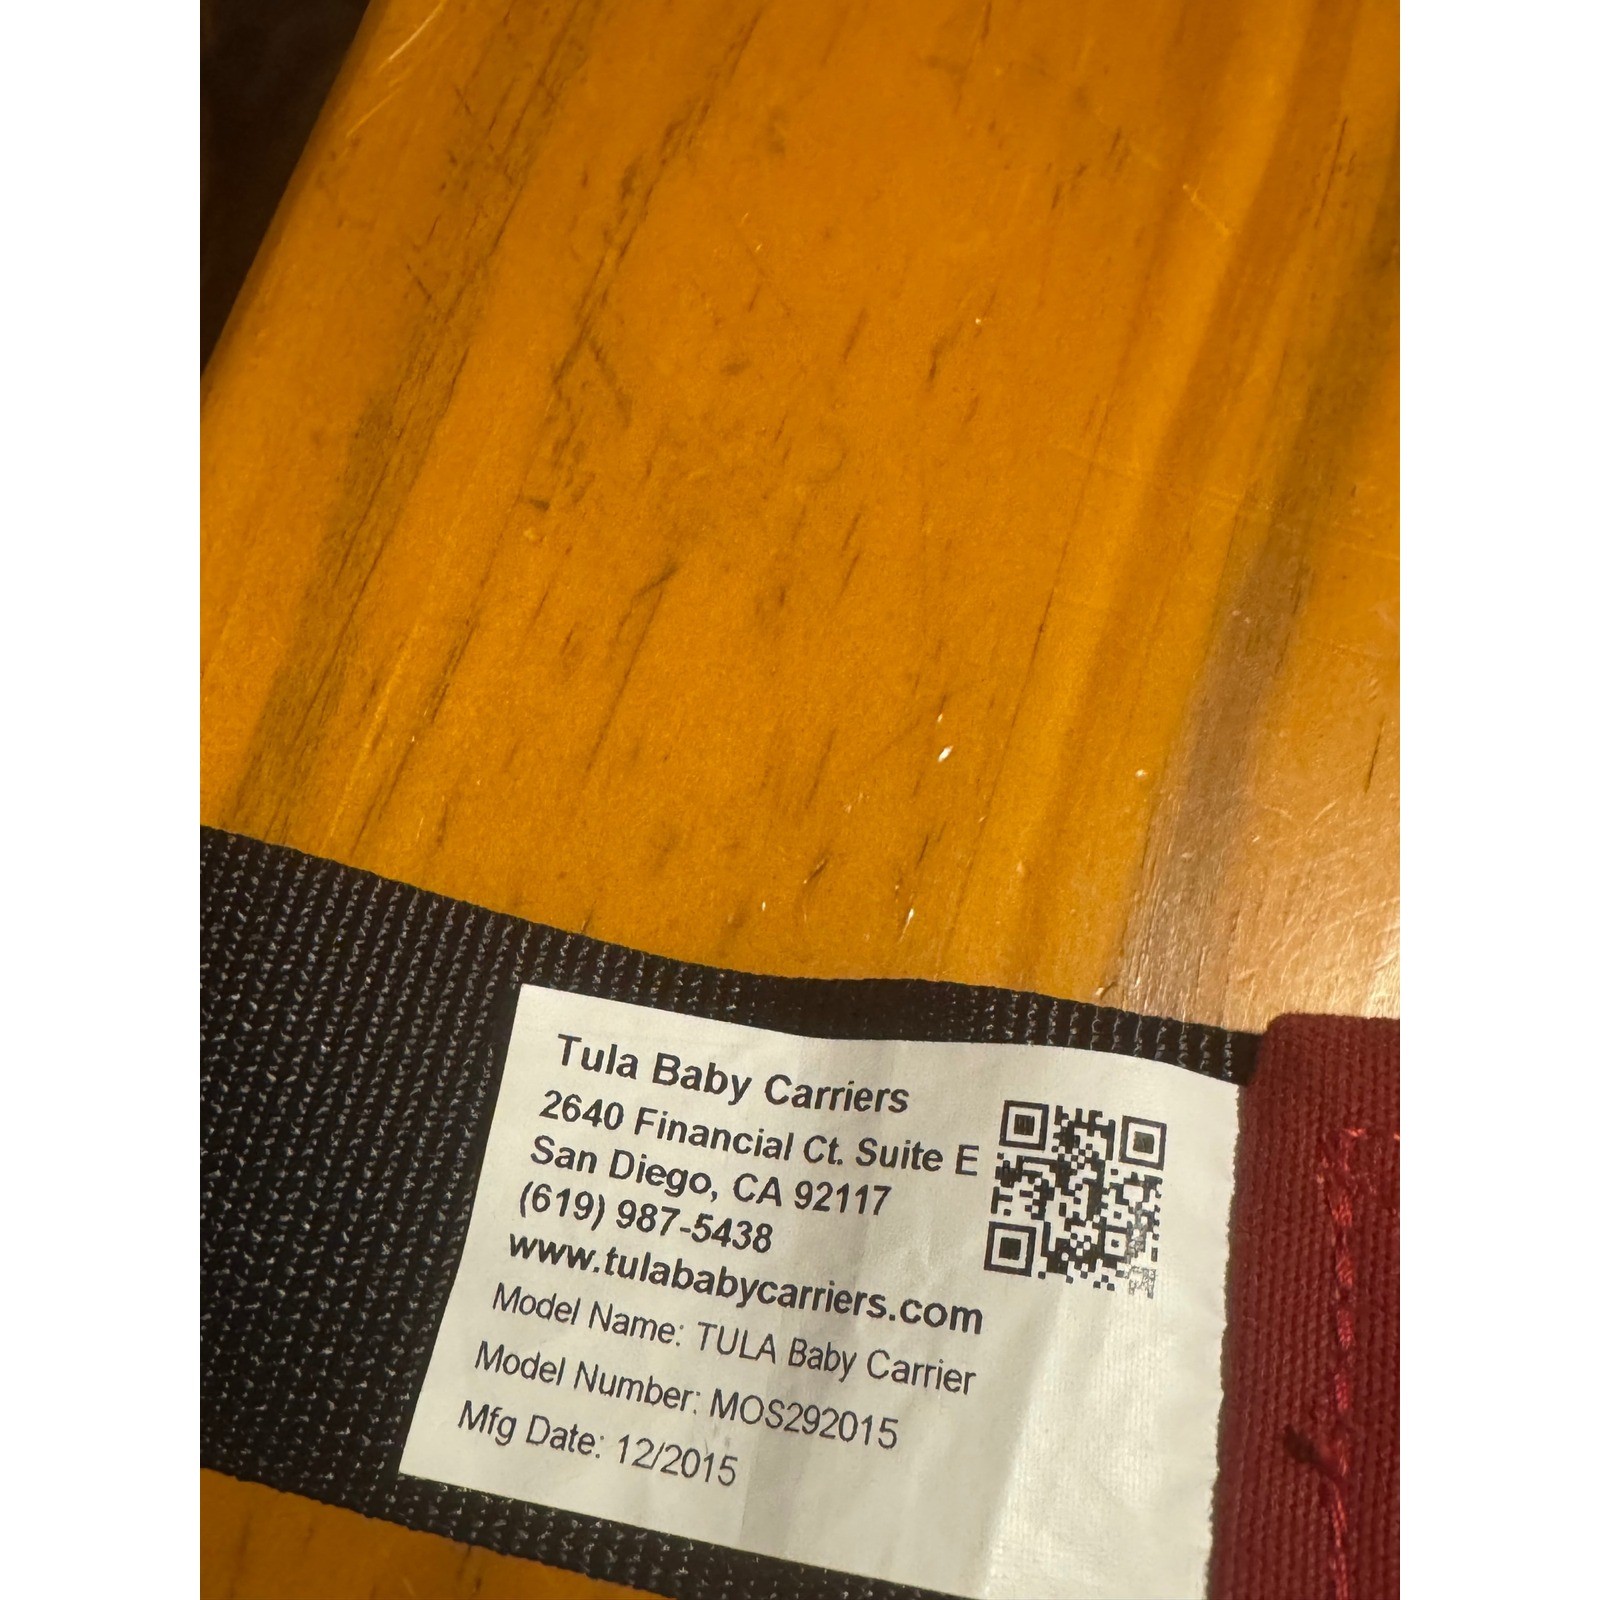 Tula Baby Carriers
2640 Financial Ct. Suite E
San Diego, CA 92117
(619) 987-5438
www.tulababycarriers.com
Model Name: TULA Baby Carrier
Model Number: MOS292015
Mfg Date: 12/2015